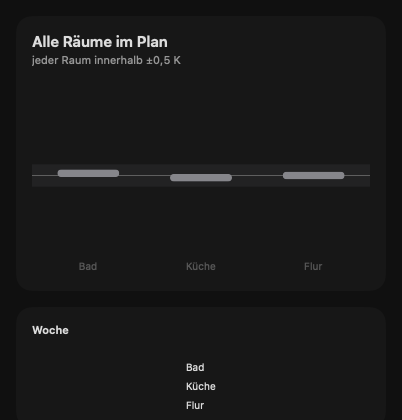 Alle Räume im Plan
jeder Raum innerhalb ±0,5 K
Bad Küche Flur
Woche
Bad
Küche
Flur